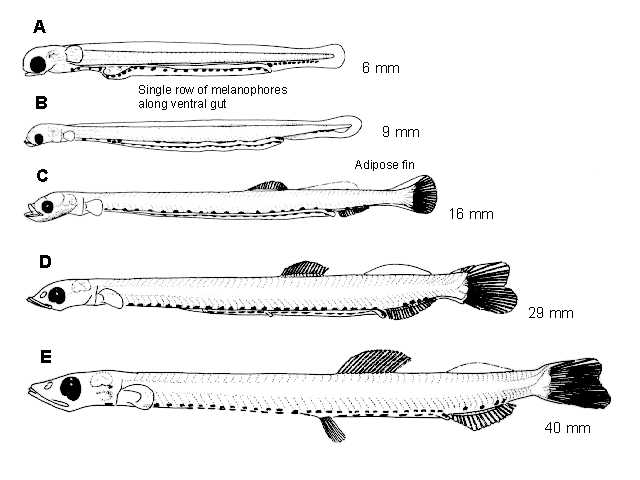 A
6 mm
Single row of melanophores
along ventral gut
B
9 mm
Adipose fin
C
16 mm
D
29 mm
E
40 mm